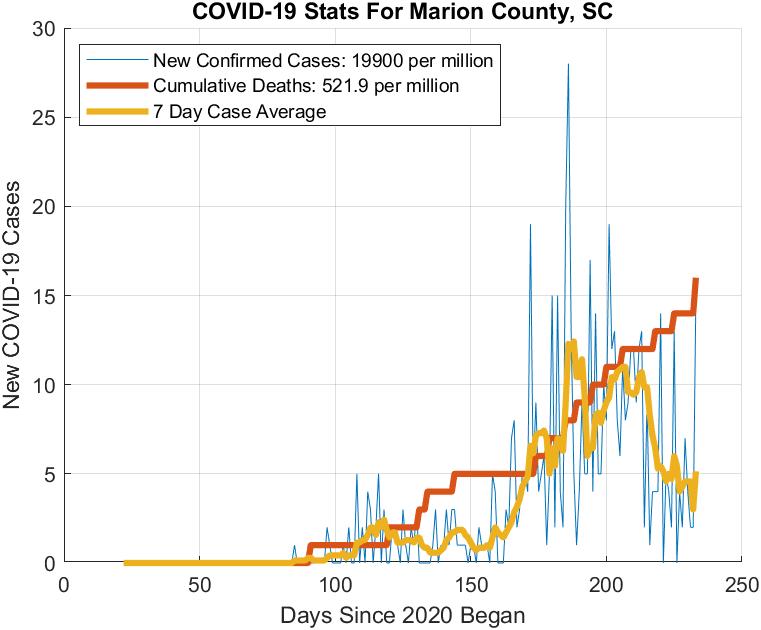 COVID-19 Stats For Marion County, SC
30
25
20
15
10
5
0
New COVID-19 Cases
New Confirmed Cases: 19900 per million
Cumulative Deaths: 521.9 per million
7 Day Case Average
0 50 100 150 200 250
Days Since 2020 Began